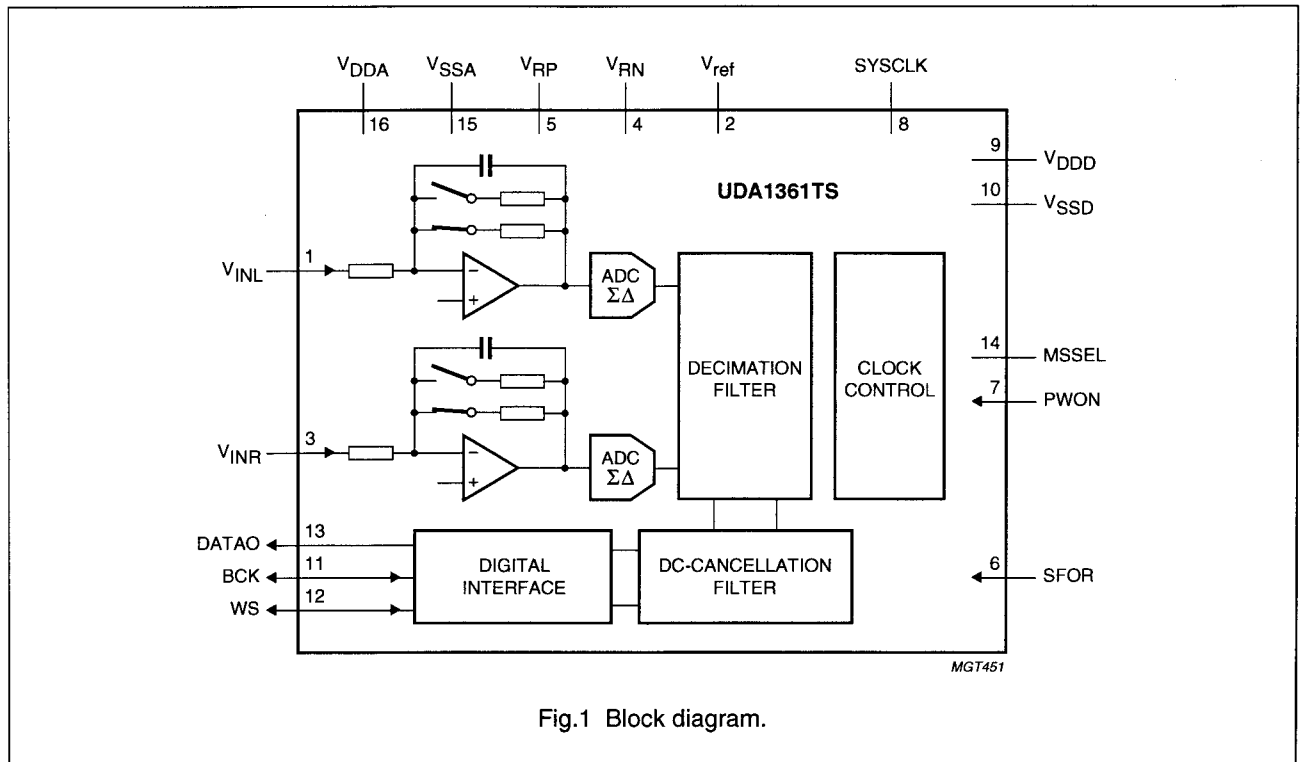 VDDA VSSA VRP VRN Vref SYSCLK
16 15 5 4 2 8
9 VDDD
UDA1361TS
10 VSSD
VINL 1
− +
ADC ΣΔ
DECIMATION FILTER
CLOCK CONTROL
14 MSSEL
7 PWON
VINR 3
− +
ADC ΣΔ
DATAO 13
BCK 11
WS 12
DIGITAL INTERFACE
DC-CANCELLATION FILTER
6 SFOR
MGT451
Fig.1 Block diagram.